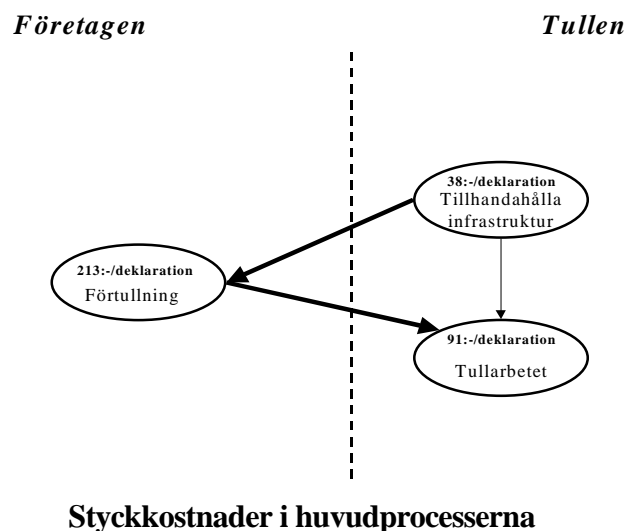 Företagen
Tullen
38:-/deklaration
Tillhandahålla
infrastruktur
213:-/deklaration
Förtullning
91:-/deklaration
Tullarbetet
Styckkostnader i huvudprocesserna